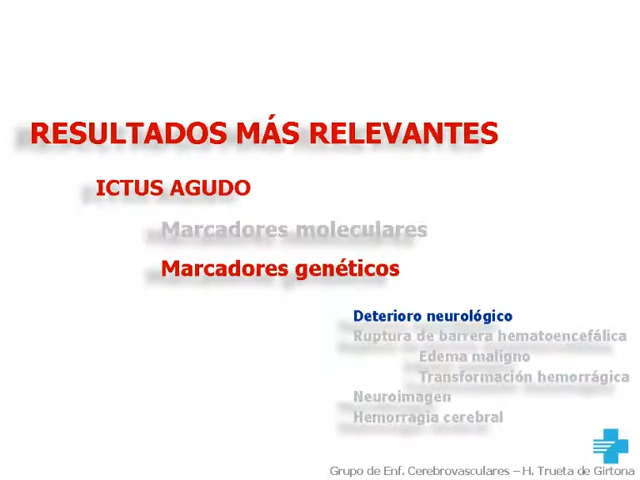 RESULTADOS MÁS RELEVANTES
ICTUS AGUDO
Marcadores moleculares
Marcadores genéticos
Deterioro neurológico
Ruptura de barrera hematoencefálica
Edema maligno
Transformación hemorrágica
Neuroimagen
Hemorragia cerebral
Grupo de Enf. Cerebrovasculares – H. Trueta de Girtona